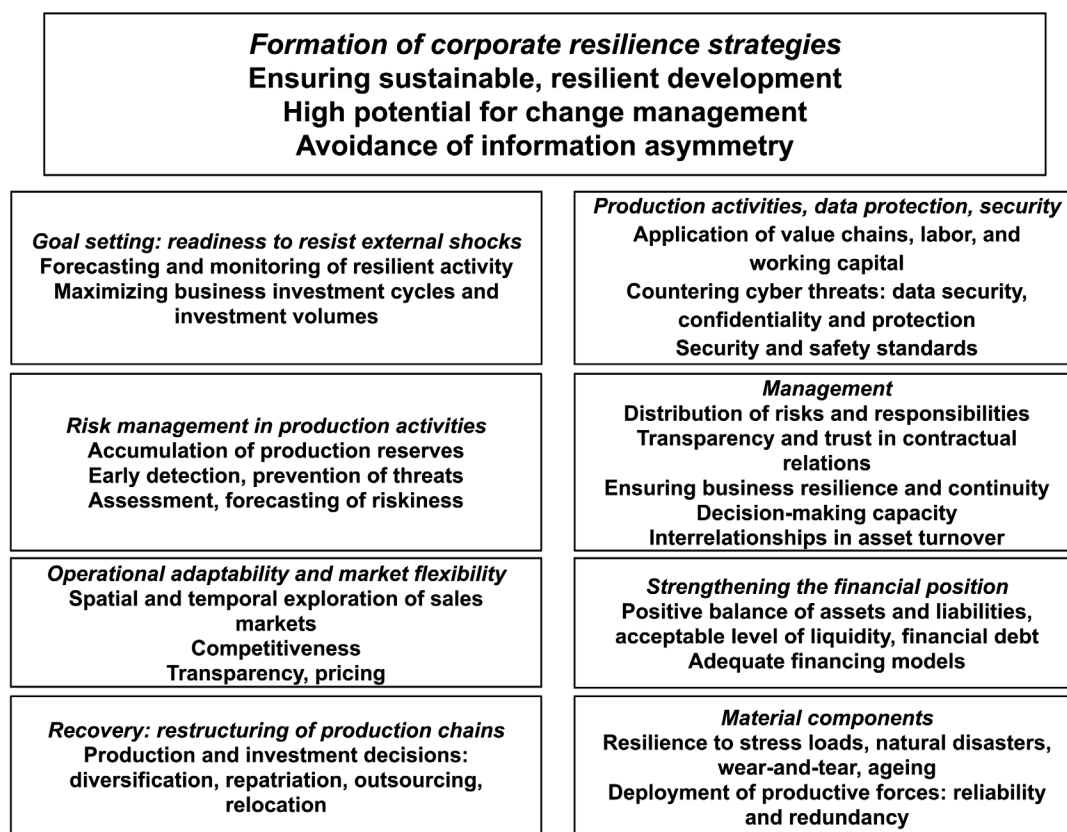 Formation of corporate resilience strategies
Ensuring sustainable, resilient development
High potential for change management
Avoidance of information asymmetry
Goal setting: readiness to resist external shocks
Forecasting and monitoring of resilient activity
Maximizing business investment cycles and
investment volumes
Production activities, data protection, security
Application of value chains, labor, and
working capital
Countering cyber threats: data security,
confidentiality and protection
Security and safety standards
Risk management in production activities
Accumulation of production reserves
Early detection, prevention of threats
Assessment, forecasting of riskiness
Management
Distribution of risks and responsibilities
Transparency and trust in contractual
relations
Ensuring business resilience and continuity
Decision-making capacity
Interrelationships in asset turnover
Operational adaptability and market flexibility
Spatial and temporal exploration of sales
markets
Competitiveness
Transparency, pricing
Strengthening the financial position
Positive balance of assets and liabilities,
acceptable level of liquidity, financial debt
Adequate financing models
Recovery: restructuring of production chains
Production and investment decisions:
diversification, repatriation, outsourcing,
relocation
Material components
Resilience to stress loads, natural disasters,
wear-and-tear, ageing
Deployment of productive forces: reliability
and redundancy